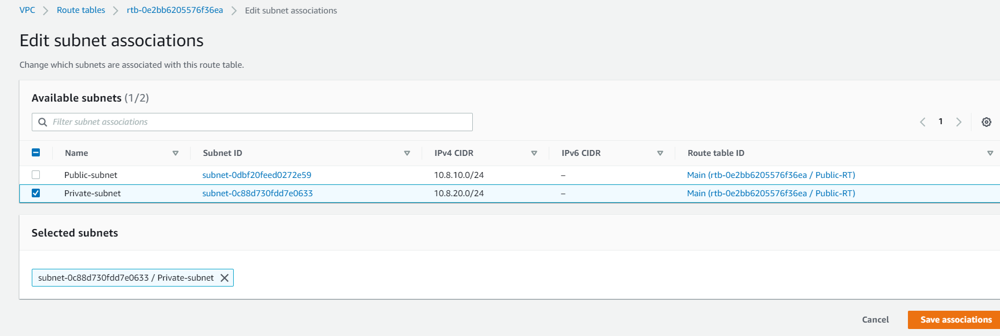 VPC Route tables rtb-0e2bb6205576f36ea Edit subnet associations
Edit subnet associations
Change which subnets are associated with this route table.
Available subnets (1/2)
Filter subnet associations
1
Name Subnet ID IPv4 CIDR IPv6 CIDR Route table ID
Public-subnet subnet-0dbf20feed0272e59 10.8.10.0/24 – Main (rtb-0e2bb6205576f36ea / Public-RT)
Private-subnet subnet-0c88d730fdd7e0633 10.8.20.0/24 – Main (rtb-0e2bb6205576f36ea / Public-RT)
Selected subnets
subnet-0c88d730fdd7e0633 / Private-subnet
Cancel Save associations